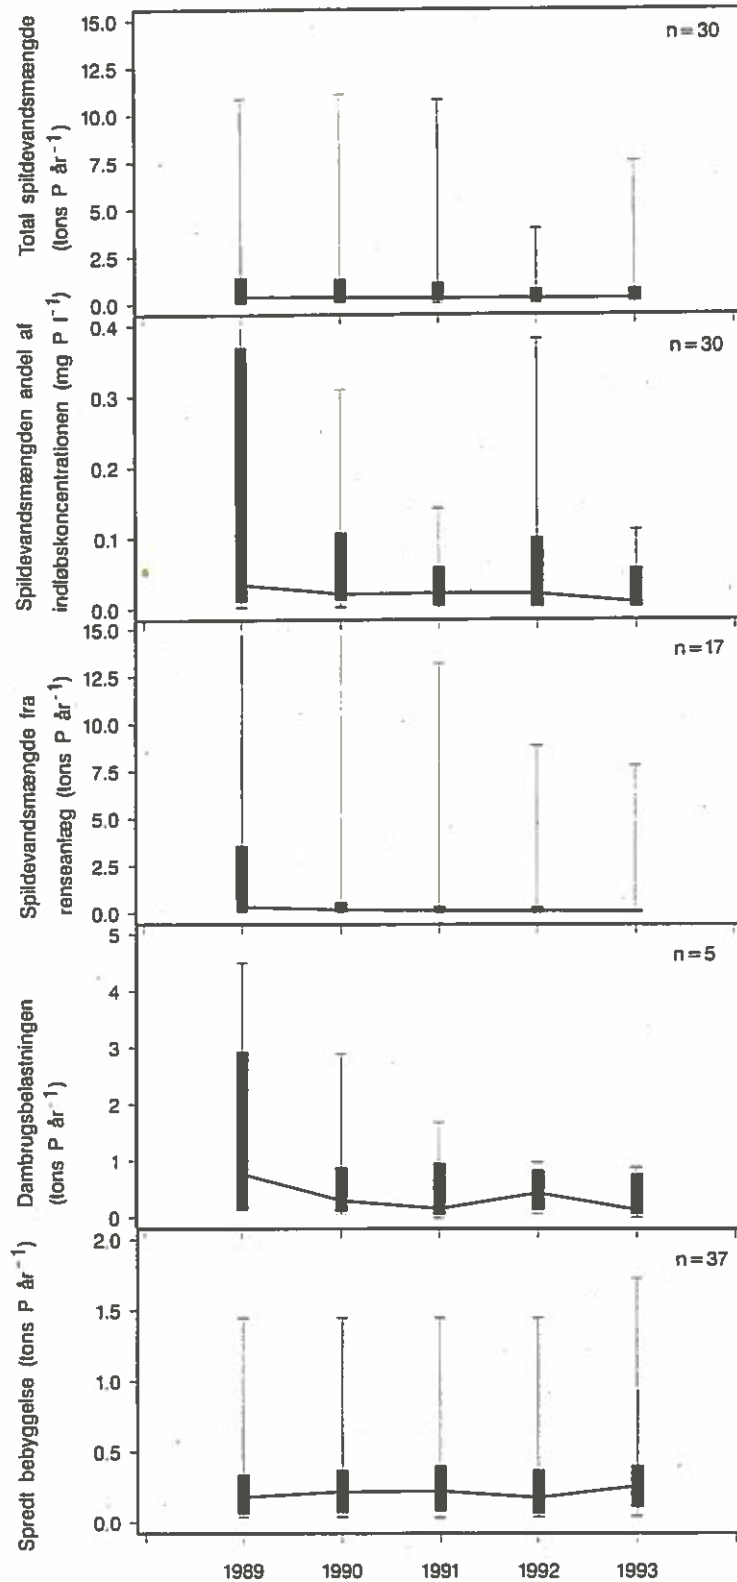 Total spildevandsmængde
(tons P år⁻¹)
15.0
12.5
10.0
7.5
5.0
2.5
0.0
n=30
Spildevandsmængden andel af
indløbskoncentrationen (mg P l⁻¹)
0.4
0.3
0.2
0.1
0.0
n=30
Spildevandsmængde fra
renseanlæg (tons P år⁻¹)
15.0
12.5
10.0
7.5
5.0
2.5
0.0
n=17
Dambrugsbelastningen
(tons P år⁻¹)
5
4
3
2
1
0
n=5
Spredt bebyggelse (tons P år⁻¹)
2.0
1.5
1.0
0.5
0.0
n=37
1989 1990 1991 1992 1993